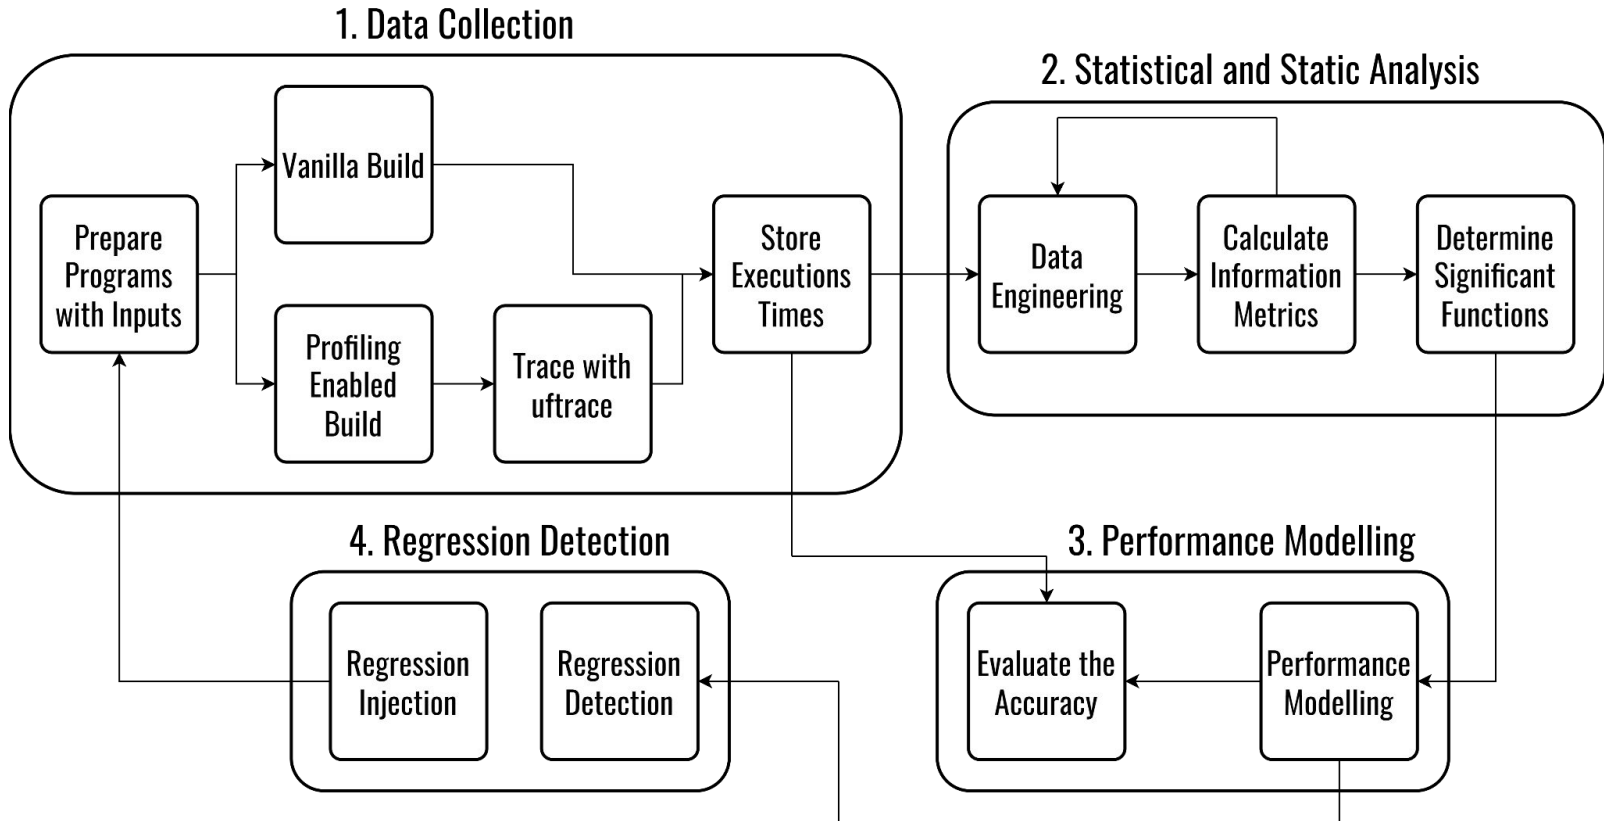 1. Data Collection
2. Statistical and Static Analysis
Vanilla Build
Prepare
Programs
with Inputs
Store
Executions
Times
Data
Engineering
Calculate
Information
Metrics
Determine
Significant
Functions
Profiling
Enabled
Build
Trace with
uftrace
4. Regression Detection
3. Performance Modelling
Regression
Injection
Regression
Detection
Evaluate the
Accuracy
Performance
Modelling